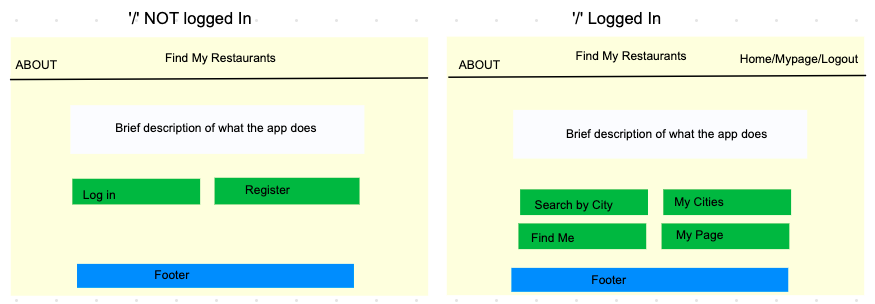 '/' NOT logged In
ABOUT
Find My Restaurants
Brief description of what the app does
Log in
Register
Footer
'/' Logged In
ABOUT
Find My Restaurants
Home/Mypage/Logout
Brief description of what the app does
Search by City
My Cities
Find Me
My Page
Footer